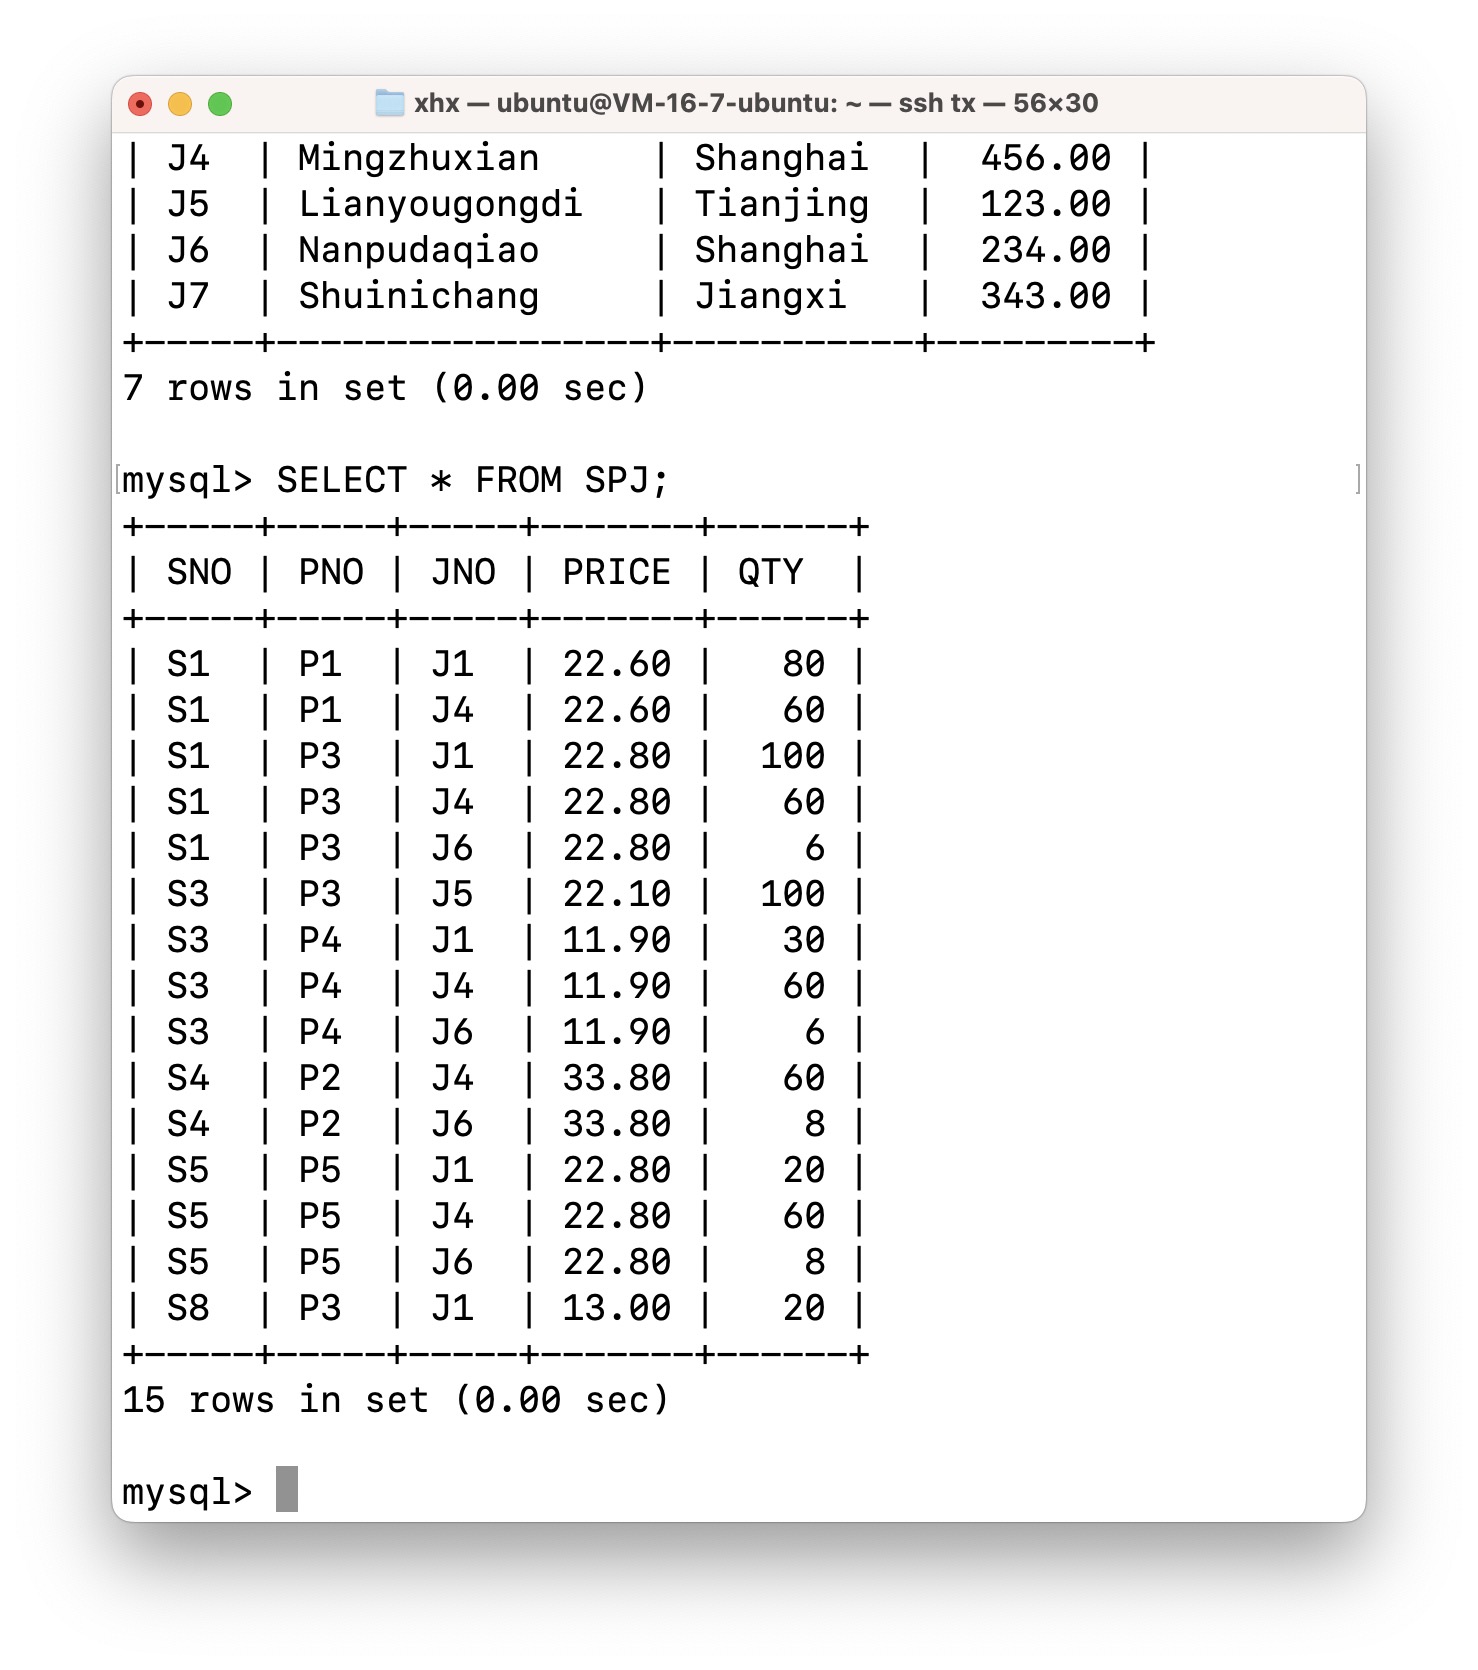 xhx — ubuntu@VM-16-7-ubuntu: ~ — ssh tx — 56×30
| J4  | Mingzhuxian     | Shanghai  |  456.00 |
| J5  | Lianyougongdi   | Tianjing  |  123.00 |
| J6  | Nanpudaqiao     | Shanghai  |  234.00 |
| J7  | Shuinichang     | Jiangxi   |  343.00 |
+-----+-----------------+-----------+---------+
7 rows in set (0.00 sec)

[mysql> SELECT * FROM SPJ; ]
+-----+-----+-----+-------+------+
| SNO | PNO | JNO | PRICE | QTY  |
+-----+-----+-----+-------+------+
| S1  | P1  | J1  | 22.60 |   80 |
| S1  | P1  | J4  | 22.60 |   60 |
| S1  | P3  | J1  | 22.80 |  100 |
| S1  | P3  | J4  | 22.80 |   60 |
| S1  | P3  | J6  | 22.80 |    6 |
| S3  | P3  | J5  | 22.10 |  100 |
| S3  | P4  | J1  | 11.90 |   30 |
| S3  | P4  | J4  | 11.90 |   60 |
| S3  | P4  | J6  | 11.90 |    6 |
| S4  | P2  | J4  | 33.80 |   60 |
| S4  | P2  | J6  | 33.80 |    8 |
| S5  | P5  | J1  | 22.80 |   20 |
| S5  | P5  | J4  | 22.80 |   60 |
| S5  | P5  | J6  | 22.80 |    8 |
| S8  | P3  | J1  | 13.00 |   20 |
+-----+-----+-----+-------+------+
15 rows in set (0.00 sec)

mysql>